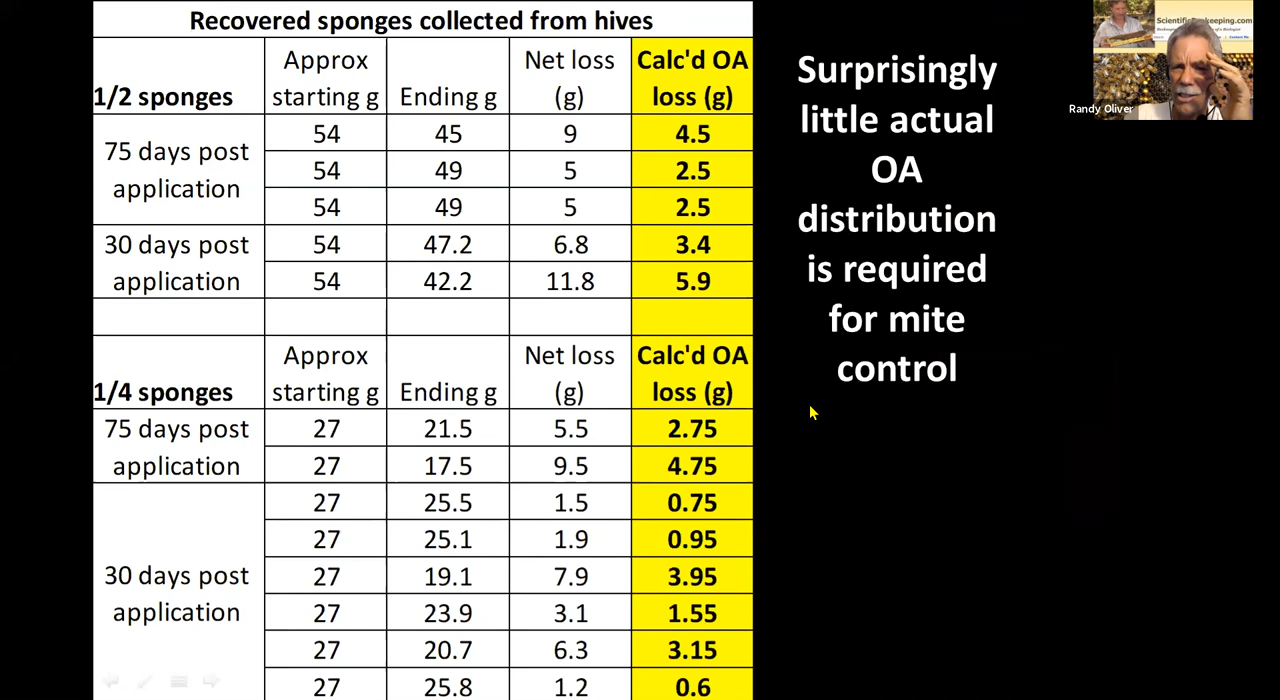 Recovered sponges collected from hives
1/2 sponges Approx starting g Ending g Net loss (g) Calc'd OA loss (g)
75 days post application 54 45 9 4.5
54 49 5 2.5
54 49 5 2.5
30 days post application 54 47.2 6.8 3.4
54 42.2 11.8 5.9
1/4 sponges Approx starting g Ending g Net loss (g) Calc'd OA loss (g)
75 days post application 27 21.5 5.5 2.75
27 17.5 9.5 4.75
30 days post application 27 25.5 1.5 0.75
27 25.1 1.9 0.95
27 19.1 7.9 3.95
27 23.9 3.1 1.55
27 20.7 6.3 3.15
27 25.8 1.2 0.6
Surprisingly
little actual
OA
distribution
is required
for mite
control
Randy Oliver